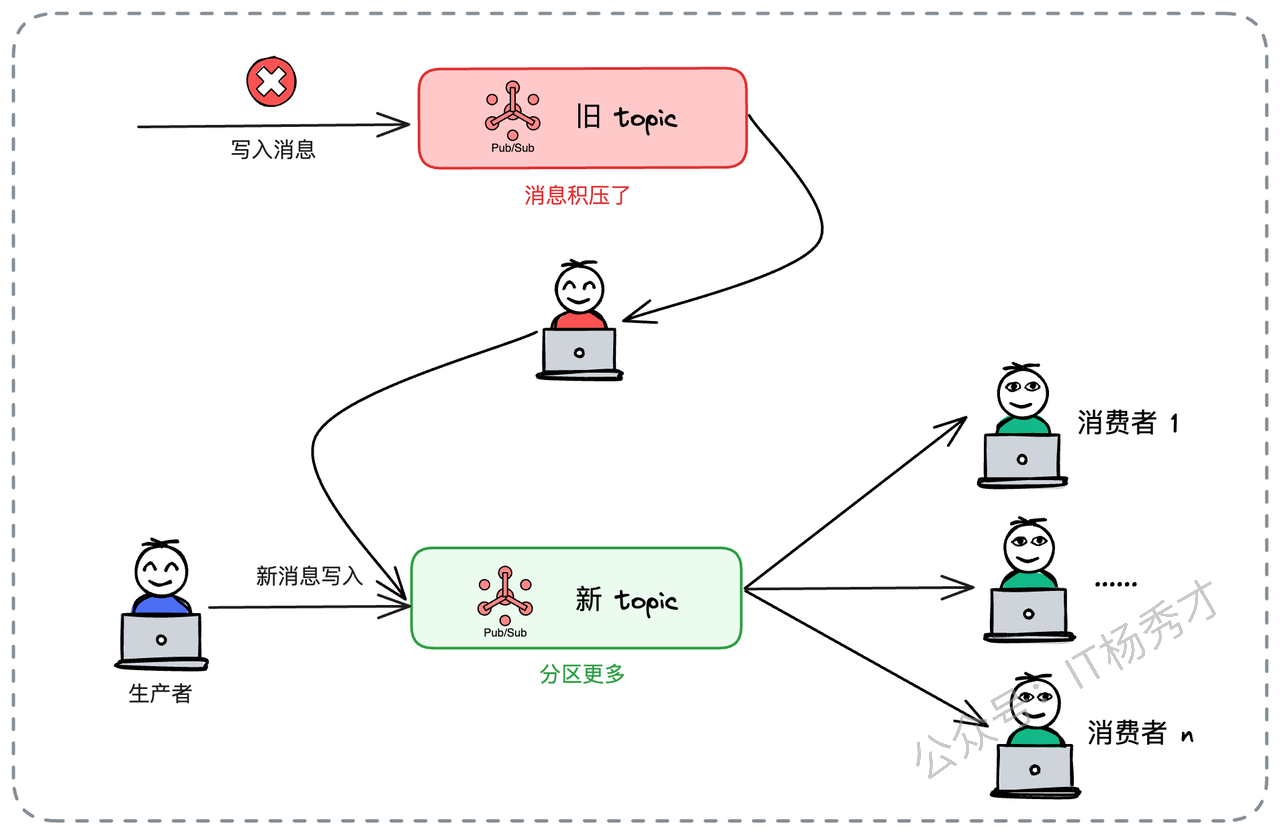 写入消息
Pub/Sub
旧 topic
消息积压了
消费者 1
新消息写入
Pub/Sub
新 topic
......
分区更多
生产者
消费者 n
公众号：IT杨秀才